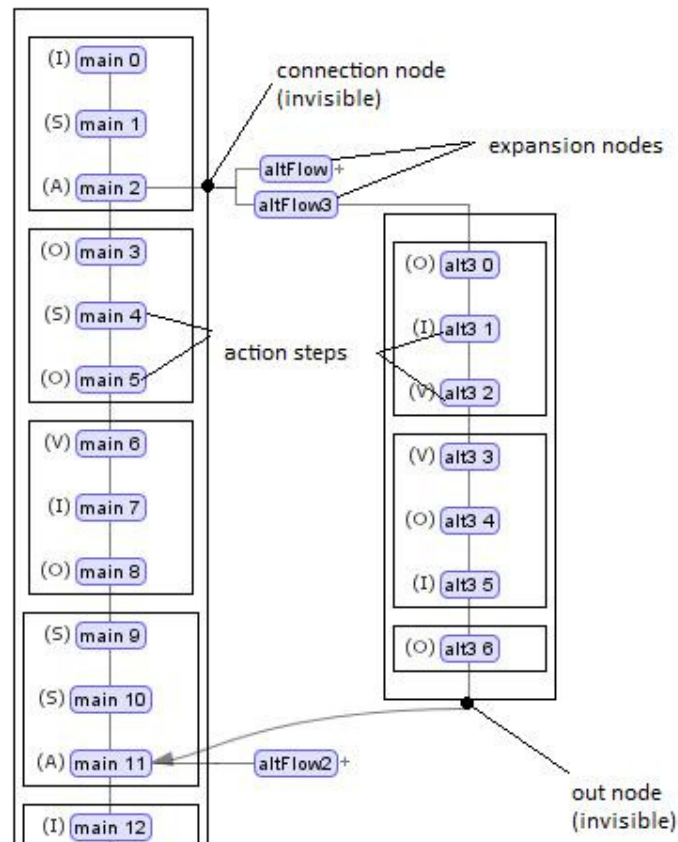 (I) main 0
(S) main 1
(A) main 2
connection node
(invisible)
altFlow +
altFlow3
expansion nodes
(O) main 3
(S) main 4
(O) main 5
action steps
(O) alt3 0
(I) alt3 1
(V) alt3 2
(V) main 6
(I) main 7
(O) main 8
(V) alt3 3
(O) alt3 4
(I) alt3 5
(S) main 9
(S) main 10
(A) main 11
(O) alt3 6
altFlow2 +
out node
(invisible)
(I) main 12